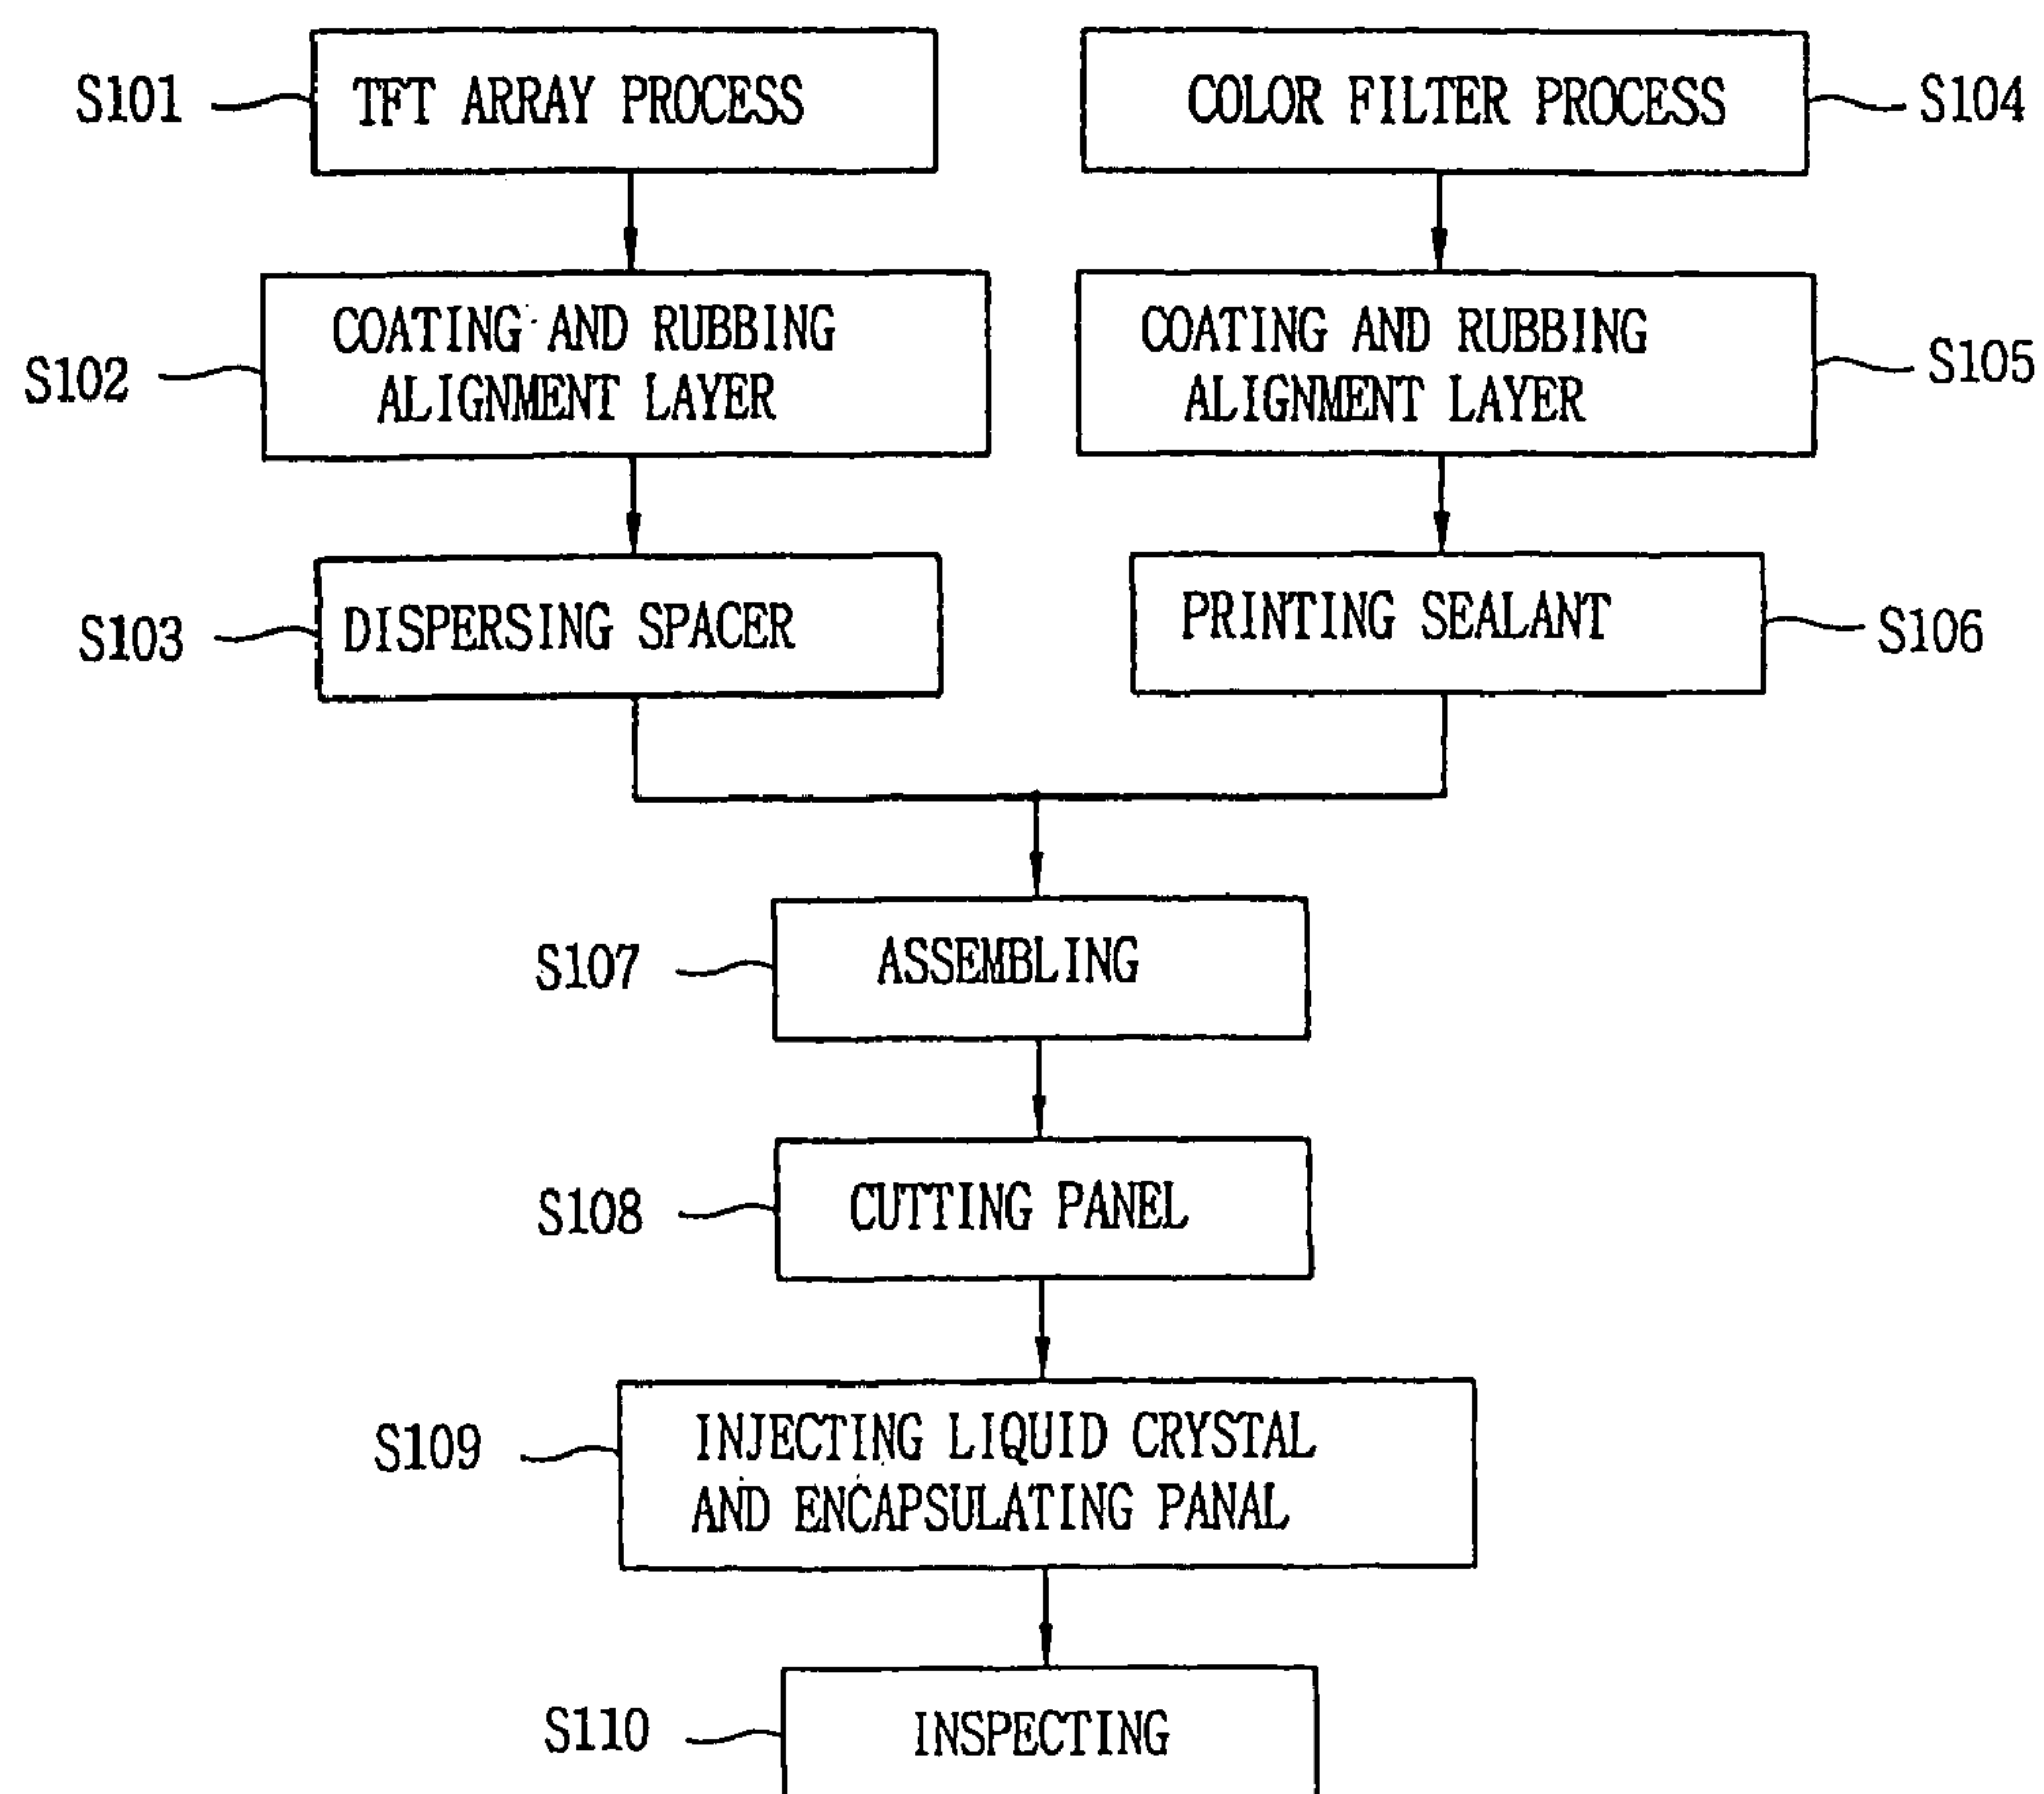 S101
TFT ARRAY PROCESS
COLOR FILTER PROCESS
S104
S102
COATING AND RUBBING
ALIGNMENT LAYER
COATING AND RUBBING
ALIGNMENT LAYER
S105
S103
DISPERSING SPACER
PRINTING SEALANT
S106
S107
ASSEMBLING
S108
CUTTING PANEL
S109
INJECTING LIQUID CRYSTAL
AND ENCAPSULATING PANAL
S110
INSPECTING